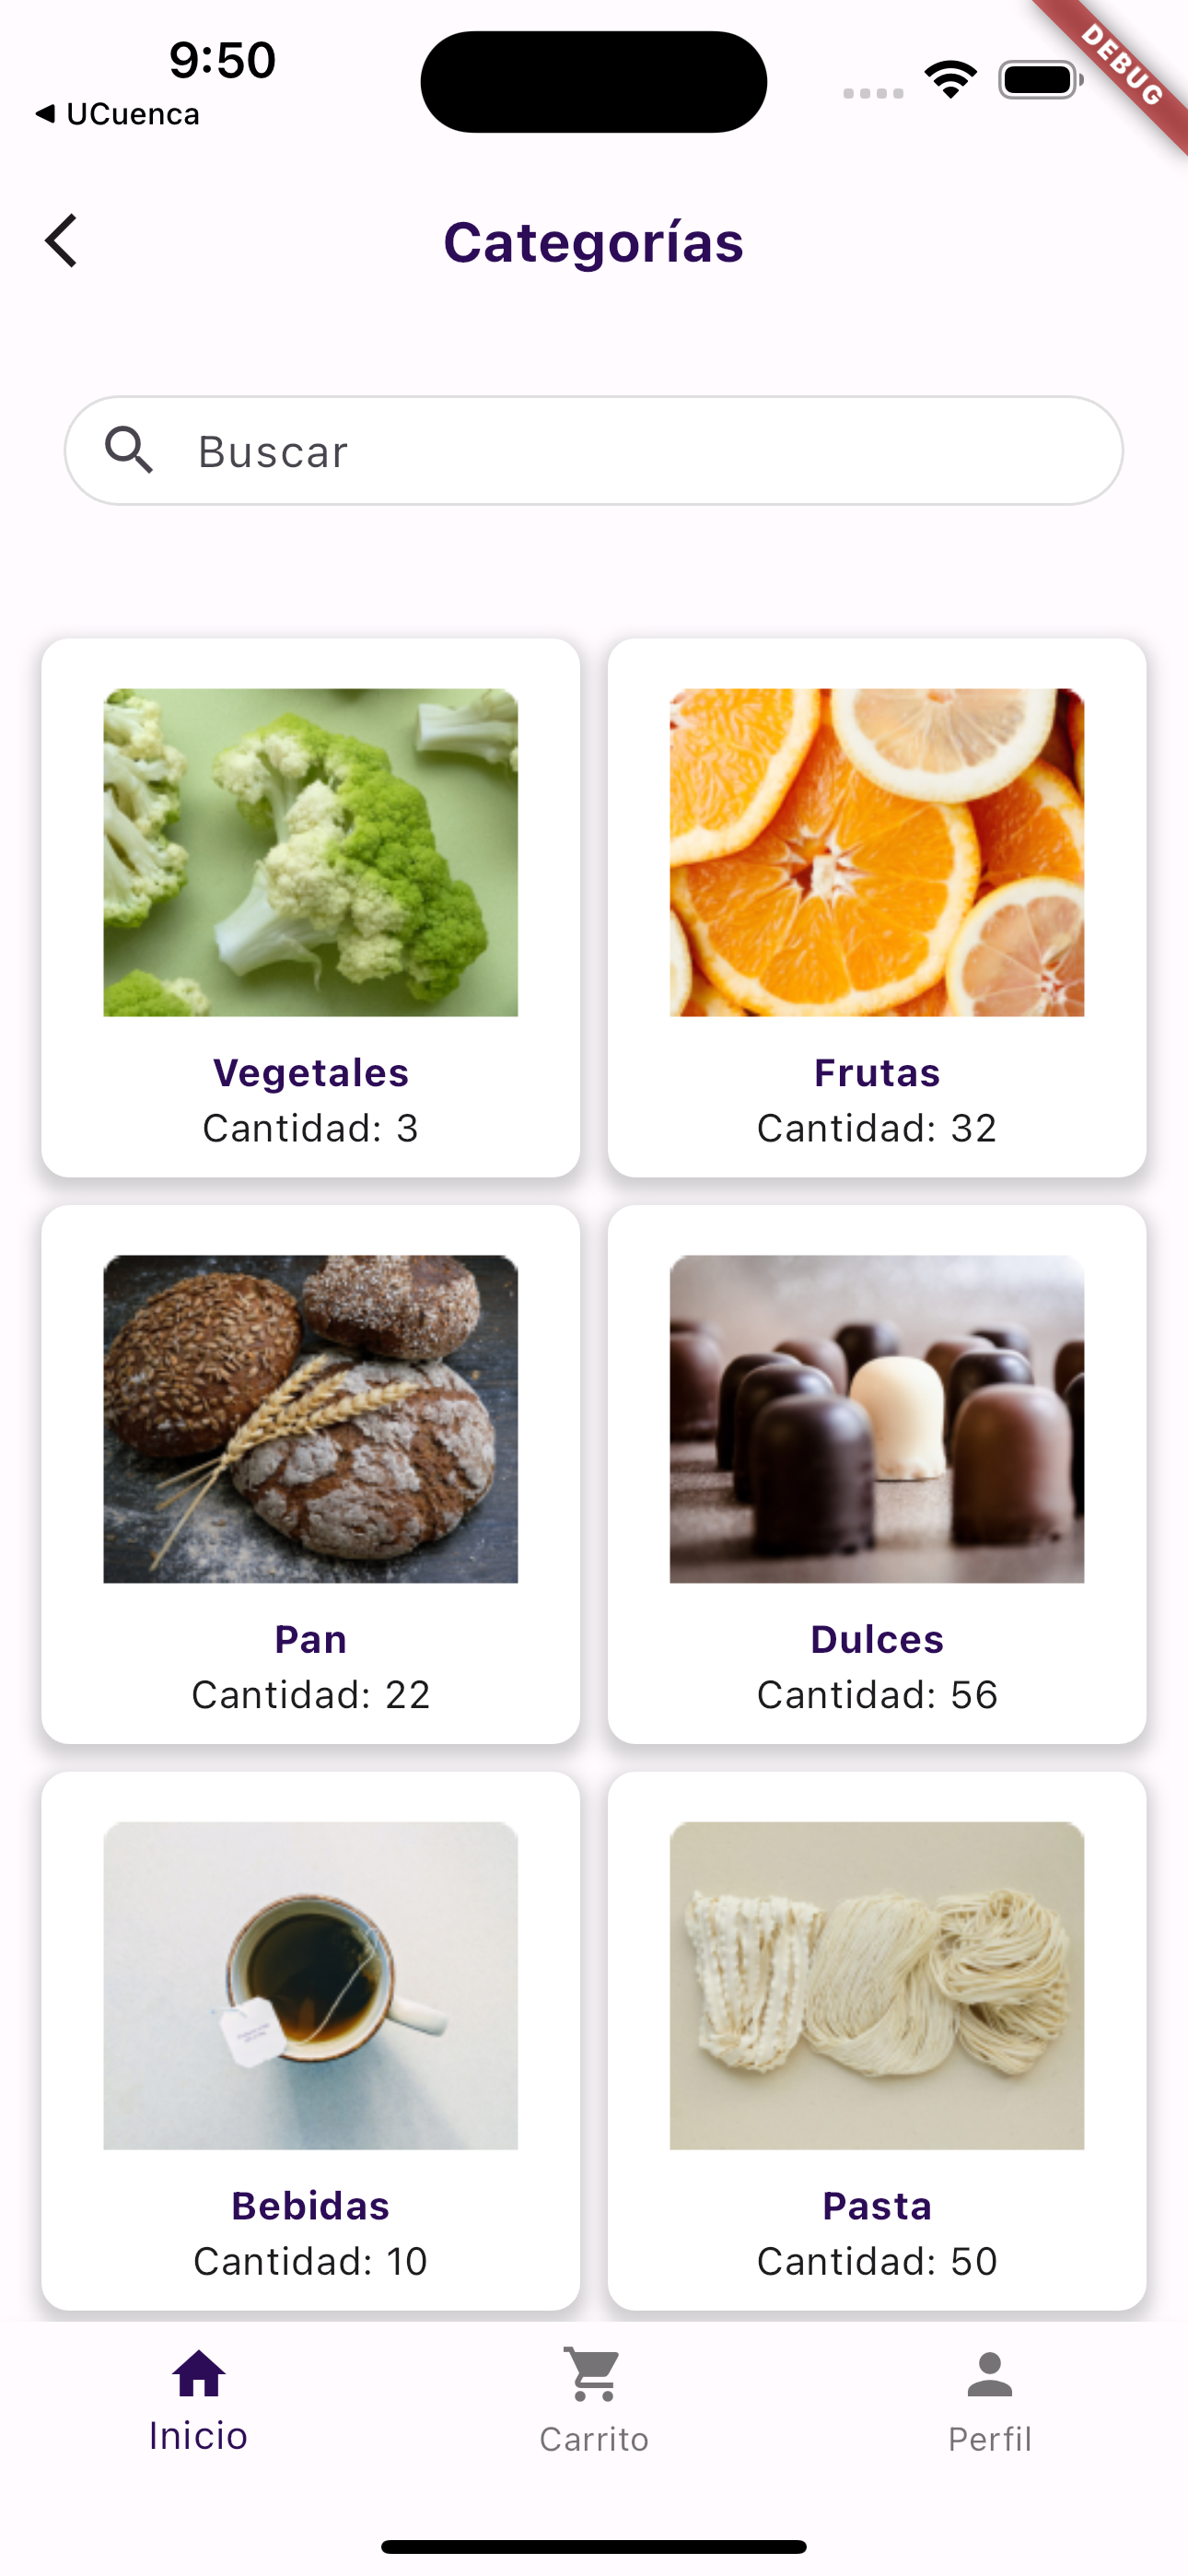 9:50
DEBUG
UCuenca
Categorías
Buscar
Vegetales
Cantidad: 3
Frutas
Cantidad: 32
Pan
Cantidad: 22
Dulces
Cantidad: 56
Bebidas
Cantidad: 10
Pasta
Cantidad: 50
Inicio
Carrito
Perfil